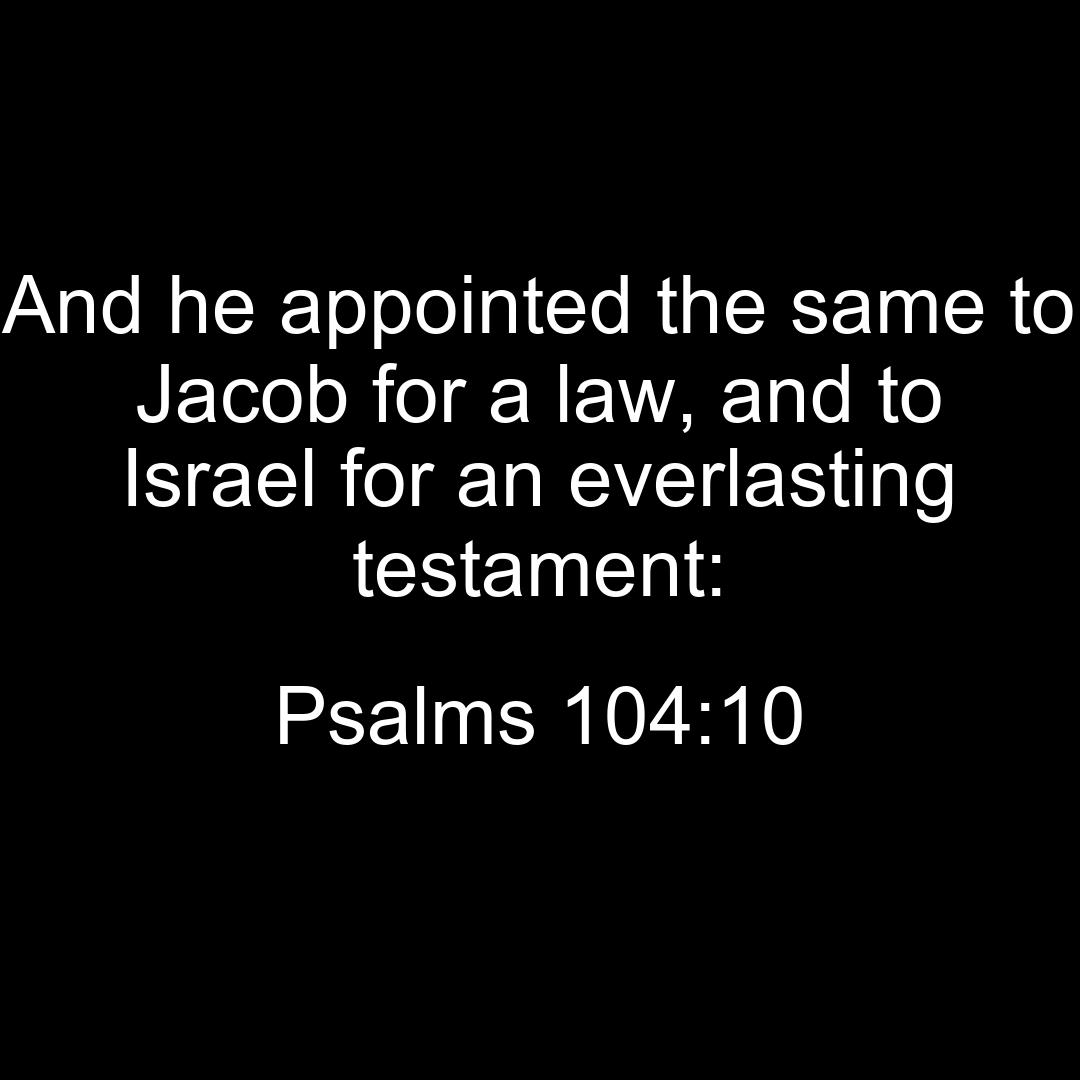 And he appointed the same to
Jacob for a law, and to
Israel for an everlasting
testament:
Psalms 104:10